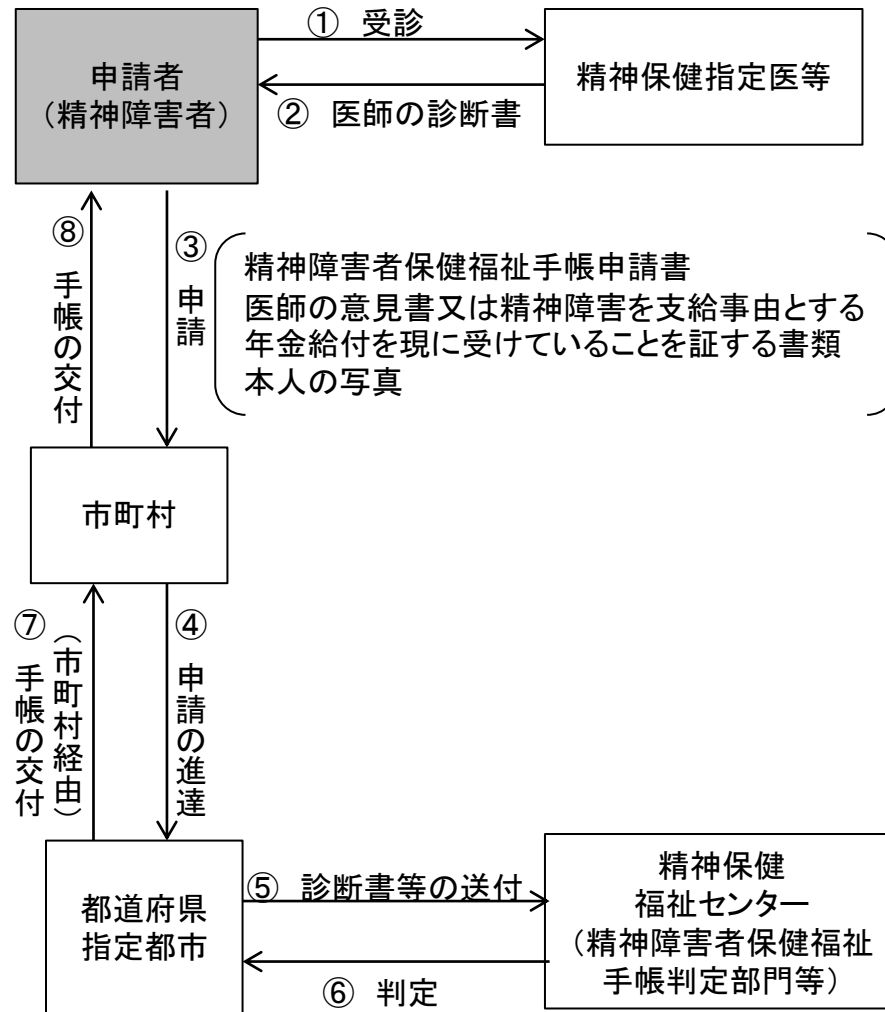 ① 受診
申請者
（精神障害者）
精神保健指定医等
② 医師の診断書
③ 申請
精神障害者保健福祉手帳申請書
医師の意見書又は精神障害を支給事由とする
年金給付を現に受けていることを証する書類
本人の写真
⑧ 手帳の交付
市町村
④ 申請の進達
⑦ 手帳の交付
（市町村経由）
都道府県
指定都市
⑤ 診断書等の送付
精神保健
福祉センター
（精神障害者保健福祉
手帳判定部門等）
⑥ 判定